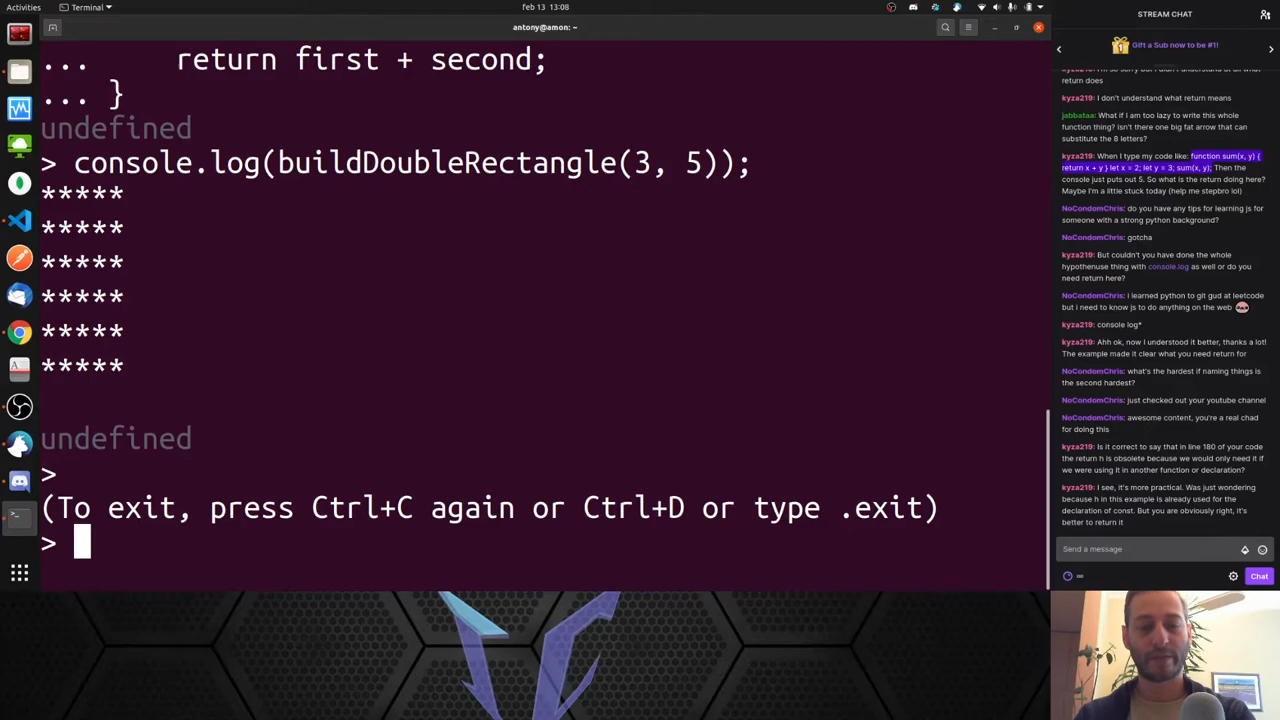 Activities
Terminal
feb 13 13:08
antony@amon: ~
...     return first + second;
... }
undefined
> console.log(buildDoubleRectangle(3, 5));
*****
*****
*****
*****
*****
*****
undefined
>
(To exit, press Ctrl+C again or Ctrl+D or type .exit)
>
STREAM CHAT
Gift a Sub now to be #1!
return does
kyza219: I don't understand what return means
jabbataa: What if I am too lazy to write this whole
function thing? Isn't there one big fat arrow that can
substitute the 8 letters?
kyza219: When I type my code like: function sum(x, y) {
return x + y } let x = 2; let y = 3; sum(x, y); Then the
console just puts out 5. So what is the return doing here?
Maybe I'm a little stuck today (help me stepbro lol)
NoCondomChris: do you have any tips for learning js for
someone with a strong python background?
NoCondomChris: gotcha
kyza219: But couldn't you have done the whole
hypothenuse thing with console.log as well or do you
need return here?
NoCondomChris: i learned python to git gud at leetcode
but i need to know js to do anything on the web
kyza219: console log*
kyza219: Ahh ok, now I understood it better, thanks a lot!
The example made it clear what you need return for
NoCondomChris: what's the hardest if naming things is
the second hardest?
NoCondomChris: just checked out your youtube channel
NoCondomChris: awesome content, you're a real chad
for doing this
kyza219: Is it correct to say that in line 180 of your code
the return h is obsolete because we would only need it if
we were using it in another function or declaration?
kyza219: I see, it's more practical. Was just wondering
because h in this example is already used for the
declaration of const. But you are obviously right, it's
better to return it
Send a message
Chat